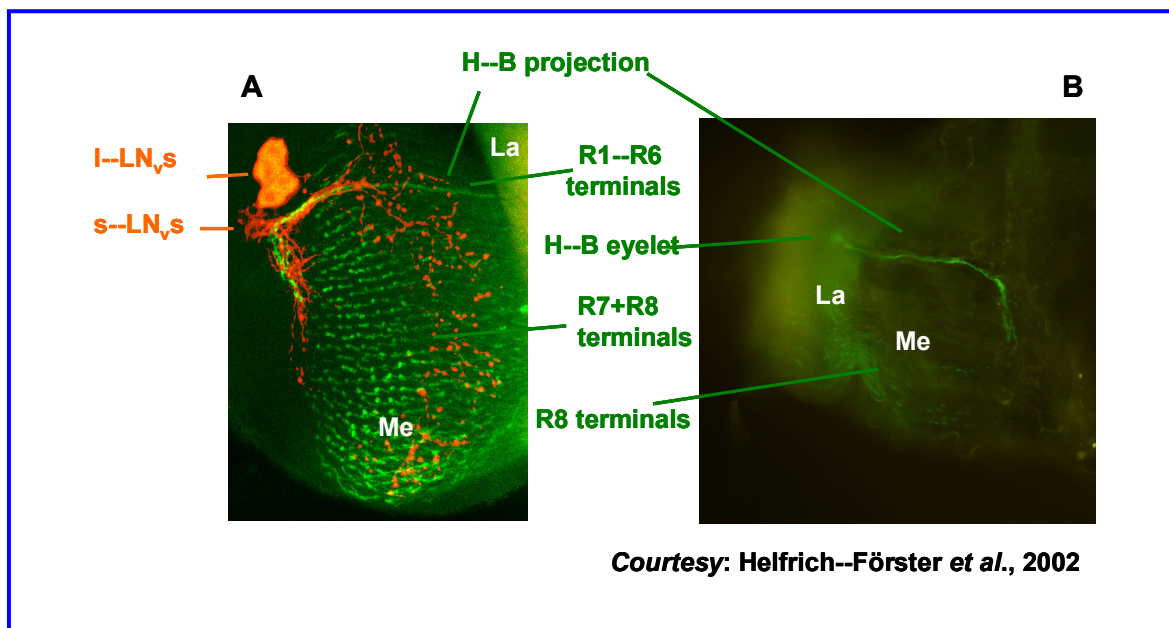 H--B projection
A
B
l--LNvs
La
R1--R6
terminals
s--LNvs
H--B eyelet
La
R7+R8
terminals
Me
Me
R8 terminals
Courtesy: Helfrich--Förster et al., 2002